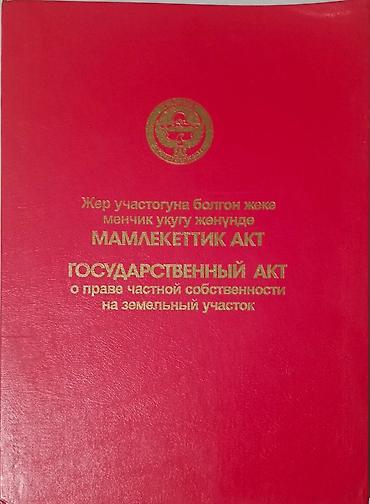 Жер участогуна болгон жеке
менчик укугу жөнүндө
МАМЛЕКЕТТИК АКТ
ГОСУДАРСТВЕННЫЙ АКТ
о праве частной собственности
на земельный участок